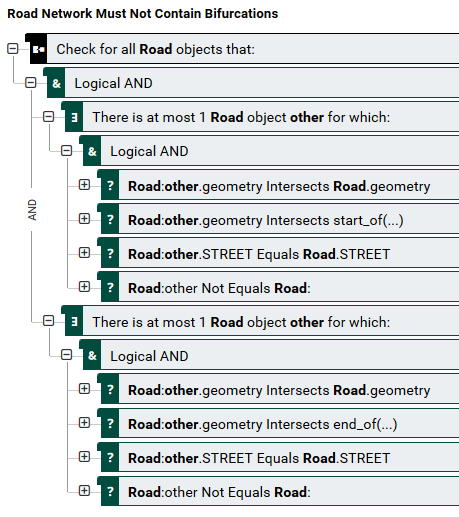 Road Network Must Not Contain Bifurcations
Check for all Road objects that:
& Logical AND
∃ There is at most 1 Road object other for which:
& Logical AND
? Road:other.geometry Intersects Road.geometry
? Road:other.geometry Intersects start_of(...)
? Road:other.STREET Equals Road.STREET
? Road:other Not Equals Road:
AND
∃ There is at most 1 Road object other for which:
& Logical AND
? Road:other.geometry Intersects Road.geometry
? Road:other.geometry Intersects end_of(...)
? Road:other.STREET Equals Road.STREET
? Road:other Not Equals Road: